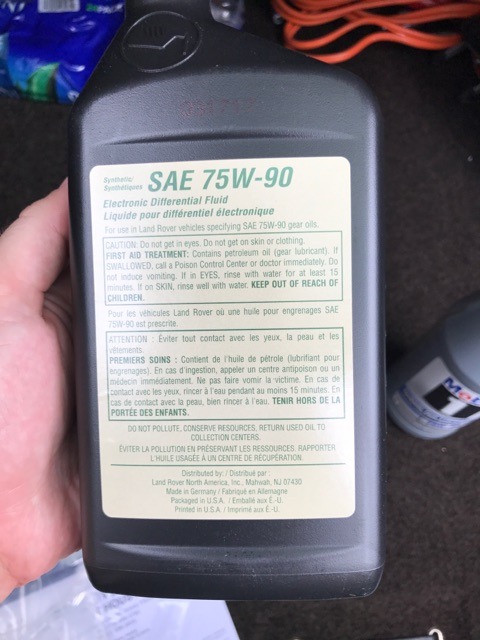 Synthetic:
Synthétiques
SAE 75W-90
Electronic Differential Fluid
Liquide pour différentiel électronique
For use in Land Rover vehicles specifying SAE 75W-90 gear oils.
CAUTION: Do not get in eyes. Do not get on skin or clothing.
FIRST AID TREATMENT: Contains petroleum oil (gear lubricant). If
SWALLOWED, call a Poison Control Center or doctor immediately. Do
not induce vomiting. If in EYES, rinse with water for at least 15
minutes. If on SKIN, rinse well with water. KEEP OUT OF REACH OF
CHILDREN.
Pour les véhicules Land Rover où une huile pour engrenages SAE
75W-90 est prescrite.
ATTENTION : Éviter tout contact avec les yeux, la peau et les
vêtements.
PREMIERS SOINS : Contient de l'huile de pétrole (lubrifiant pour
engrenages). En cas d'ingestion, appeler un centre antipoison ou un
médecin immédiatement. Ne pas faire vomir la victime. En cas de
contact avec les yeux, rincer à l'eau pendant au moins 15 minutes. En
cas de contact avec la peau, bien rincer à l'eau. TENIR HORS DE LA
PORTÉE DES ENFANTS.
DO NOT POLLUTE, CONSERVE RESOURCES, RETURN USED OIL TO
COLLECTION CENTERS.
ÉVITER LA POLLUTION EN PRÉSERVANT LES RESSOURCES: RAPPORTER
L'HUILE USAGÉE À UN CENTRE DE RÉCUPÉRATION.
Distributed by: / Distribué par :
Land Rover North America, Inc., Mahwah, NJ 07430
Made in Germany / Fabriqué en Allemagne
Packaged in U.S.A. / Emballé aux É.-U.
Printed in U.S.A. / Imprimé aux É.-U.
Mob
1